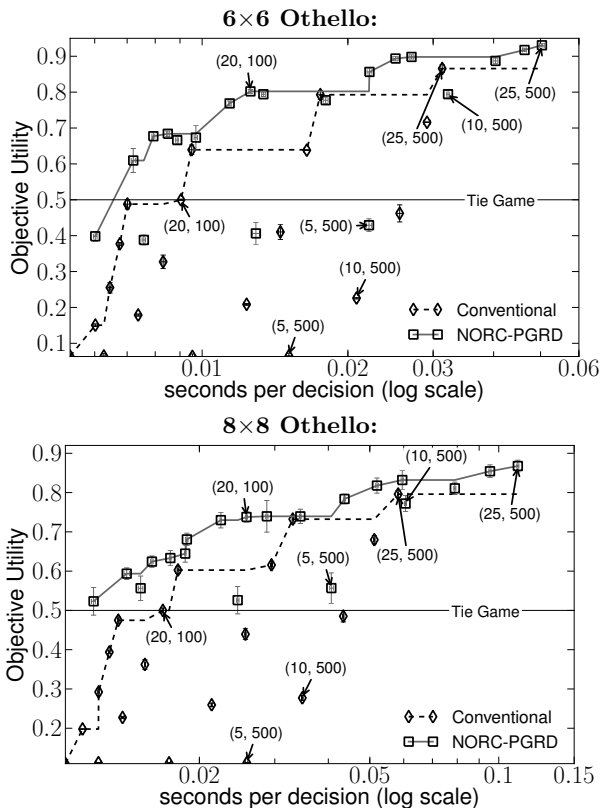 6×6 Othello:
0.9
0.8
0.7
0.6
0.5
0.4
0.3
0.2
0.1
Objective Utility
(20, 100)
(25, 500)
(10, 500)
(25, 500)
Tie Game
(20, 100)
(5, 500)
(10, 500)
(5, 500)
Conventional
NORC-PGRD
0.01 0.02 0.03 0.06
seconds per decision (log scale)
8×8 Othello:
0.9
0.8
0.7
0.6
0.5
0.4
0.3
0.2
Objective Utility
(20, 100)
(10, 500)
(25, 500)
(25, 500)
(5, 500)
Tie Game
(20, 100)
(10, 500)
(5, 500)
Conventional
NORC-PGRD
0.02 0.05 0.1 0.15
seconds per decision (log scale)